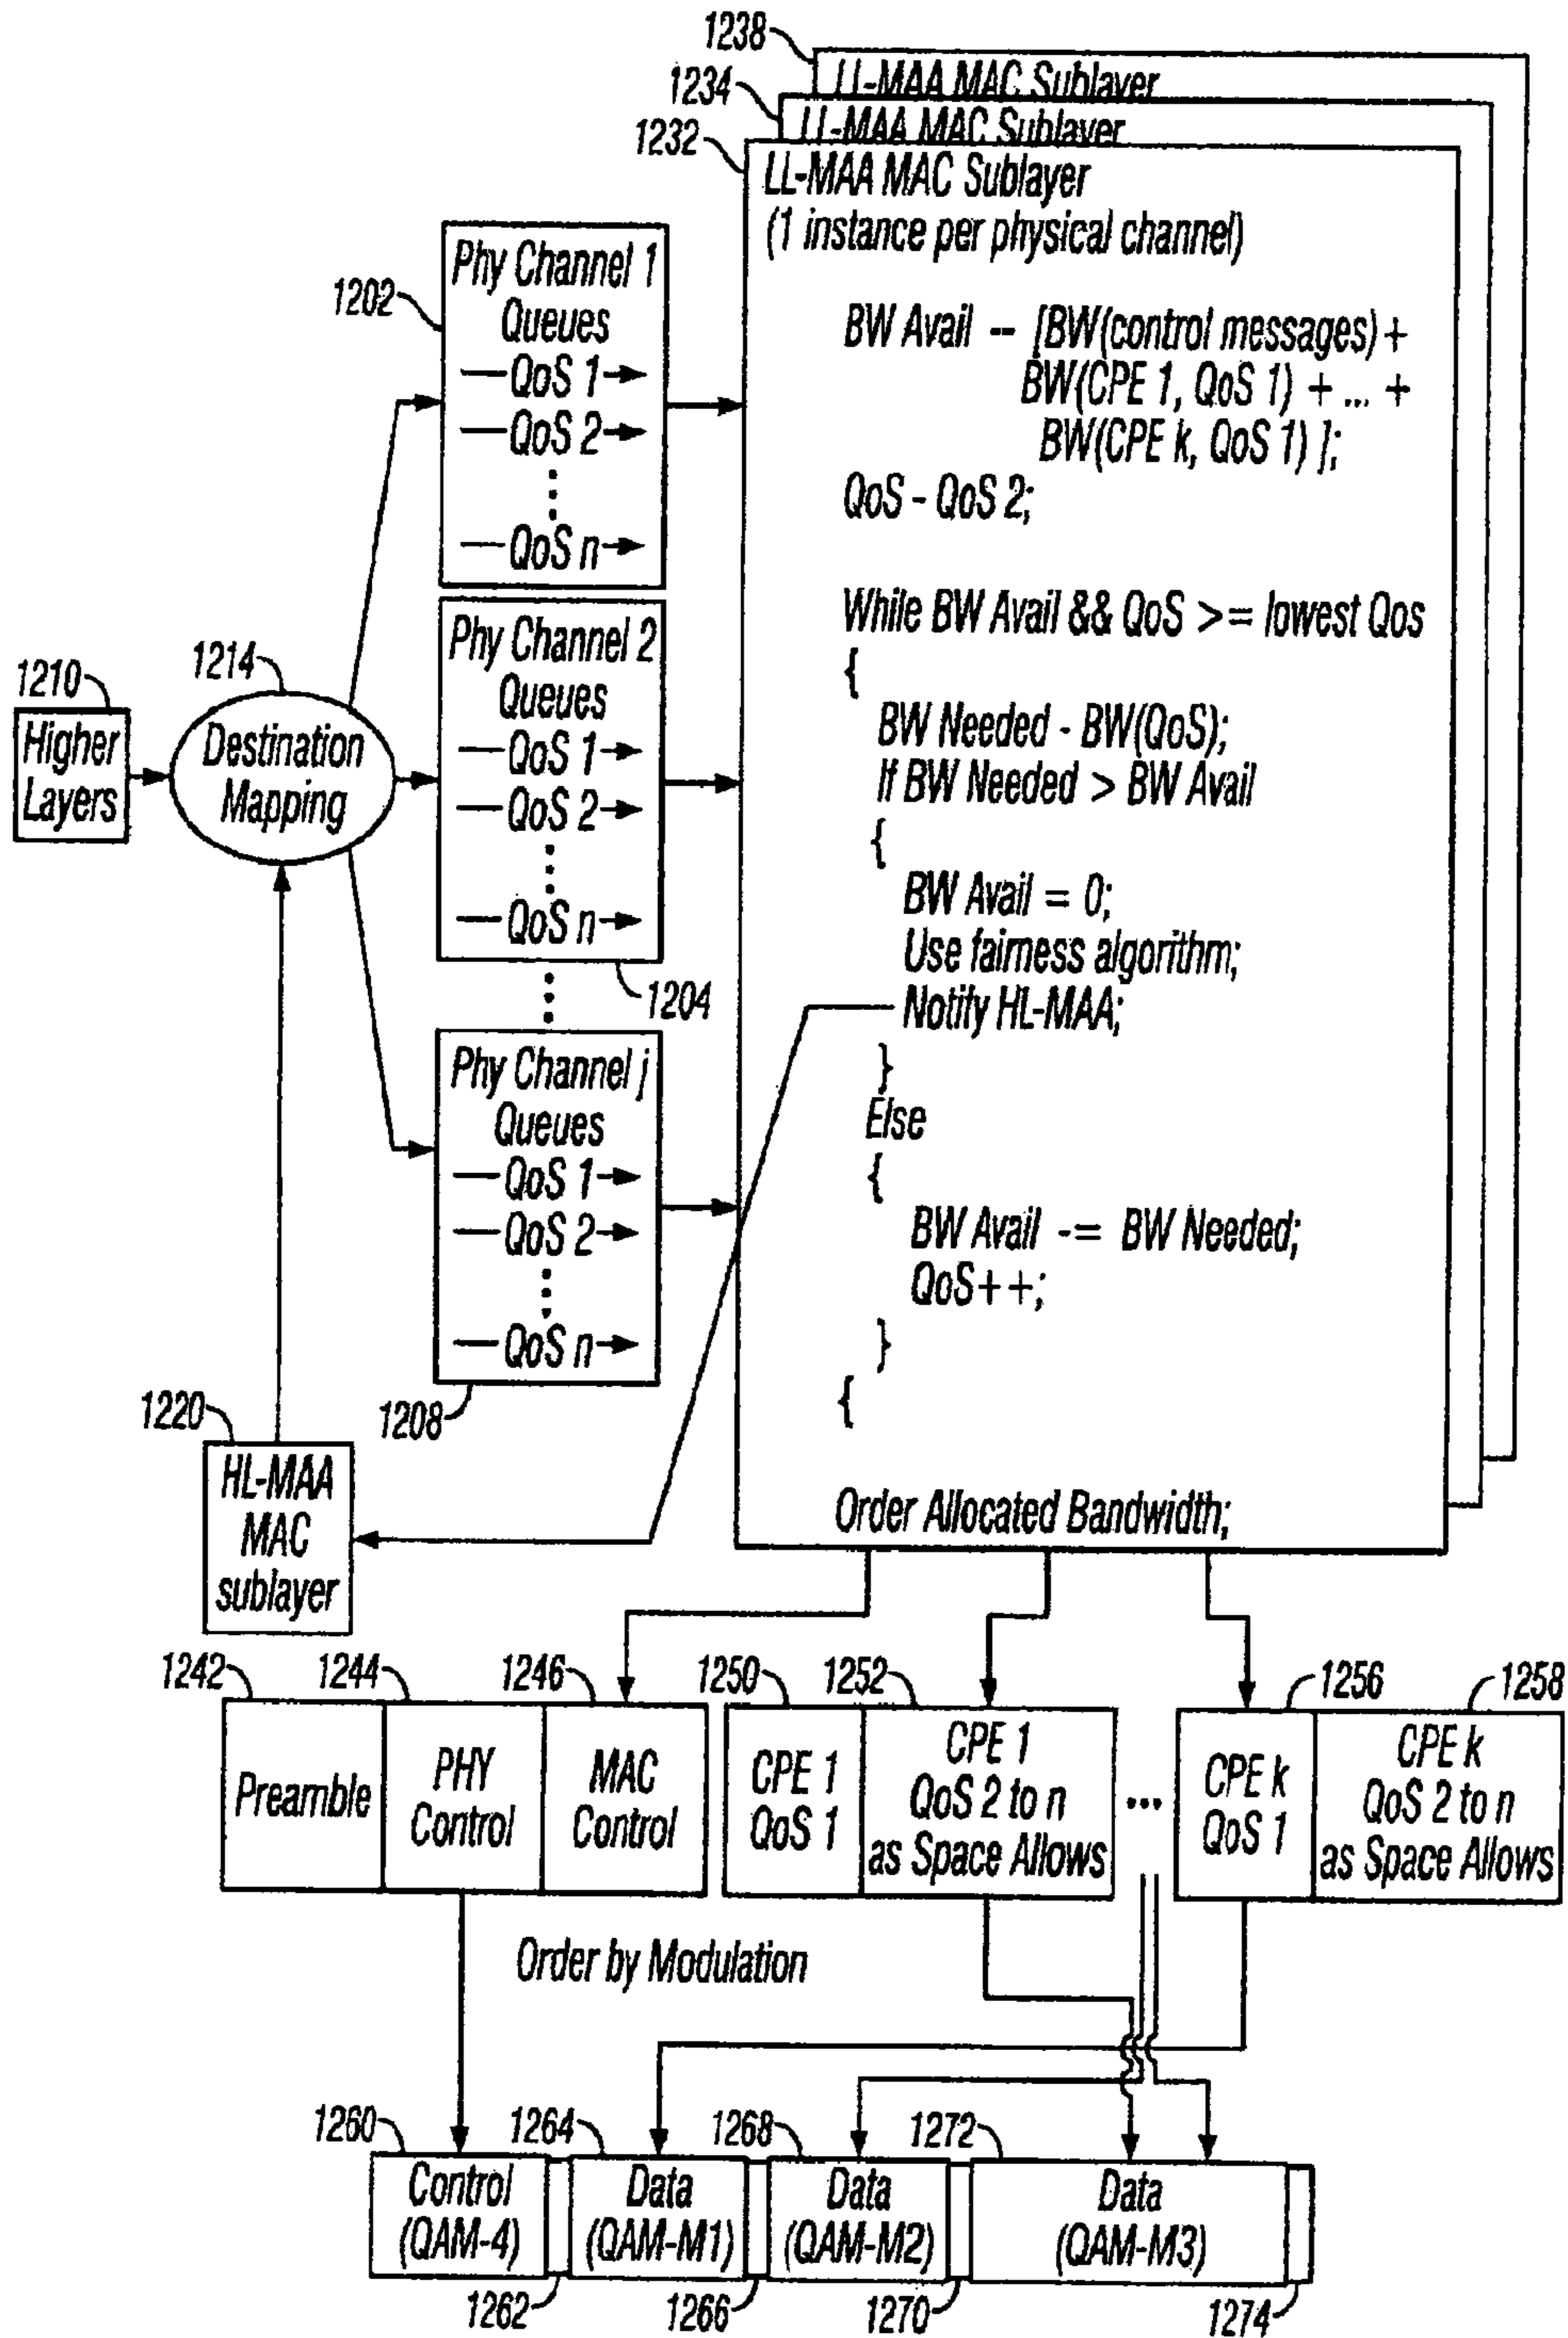 1238
LL-MAA MAC Sublayer
1234
LL-MAA MAC Sublayer
1232
LL-MAA MAC Sublayer
(1 instance per physical channel)
BW Avail -- [BW(control messages) +
BW(CPE 1, QoS 1) + ... +
BW(CPE k, QoS 1) ];
QoS - QoS 2;
While BW Avail && QoS >= lowest Qos
{
BW Needed - BW(QoS);
If BW Needed > BW Avail
{
BW Avail = 0;
Use fairness algorithm;
Notify HL-MAA;
}
Else
{
BW Avail -= BW Needed;
QoS++;
}
{
Order Allocated Bandwidth;
1202
Phy Channel 1
Queues
QoS 1
QoS 2
QoS n
Phy Channel 2
Queues
QoS 1
QoS 2
QoS n
1204
Phy Channel j
Queues
QoS 1
QoS 2
QoS n
1208
1210
Higher
Layers
1214
Destination
Mapping
1220
HL-MAA
MAC
sublayer
1242
1244
1246
1250
1252
1256
1258
Preamble
PHY
Control
MAC
Control
CPE 1
QoS 1
CPE 1
QoS 2 to n
as Space Allows
...
CPE k
QoS 1
CPE k
QoS 2 to n
as Space Allows
Order by Modulation
1260
1264
1268
1272
Control
(QAM-4)
Data
(QAM-M1)
Data
(QAM-M2)
Data
(QAM-M3)
1262
1266
1270
1274